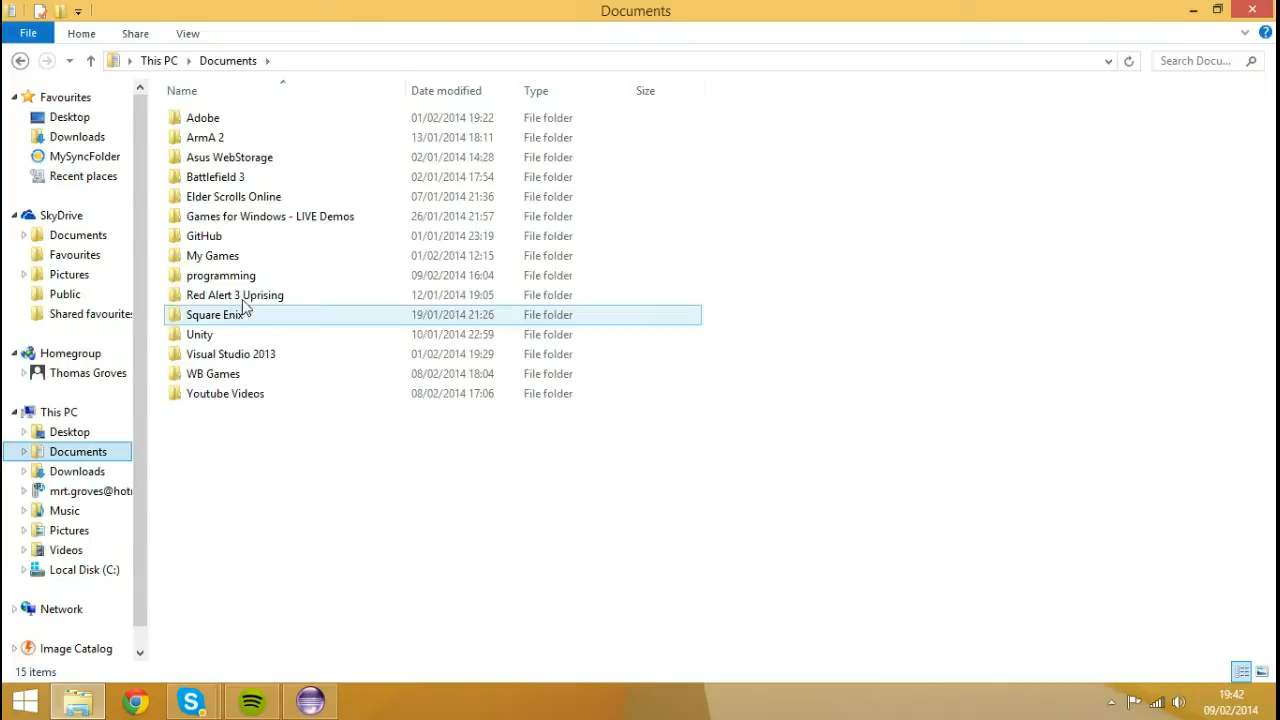 Documents
File Home Share View
This PC Documents Search Docu...
Name Date modified Type Size
Favourites
Desktop
Downloads
MySyncFolder
Recent places
SkyDrive
Documents
Favourites
Pictures
Public
Shared favourites
Homegroup
Thomas Groves
This PC
Desktop
Documents
Downloads
mrt.groves@hot
Music
Pictures
Videos
Local Disk (C:)
Network
Image Catalog
Adobe 01/02/2014 19:22 File folder
ArmA 2 13/01/2014 18:11 File folder
Asus WebStorage 02/01/2014 14:28 File folder
Battlefield 3 02/01/2014 17:54 File folder
Elder Scrolls Online 07/01/2014 21:36 File folder
Games for Windows - LIVE Demos 26/01/2014 21:57 File folder
GitHub 01/01/2014 23:19 File folder
My Games 01/02/2014 12:15 File folder
programming 09/02/2014 16:04 File folder
Red Alert 3 Uprising 12/01/2014 19:05 File folder
Square Enix 19/01/2014 21:26 File folder
Unity 10/01/2014 22:59 File folder
Visual Studio 2013 01/02/2014 19:29 File folder
WB Games 08/02/2014 18:04 File folder
Youtube Videos 08/02/2014 17:06 File folder
15 items
19:42
09/02/2014